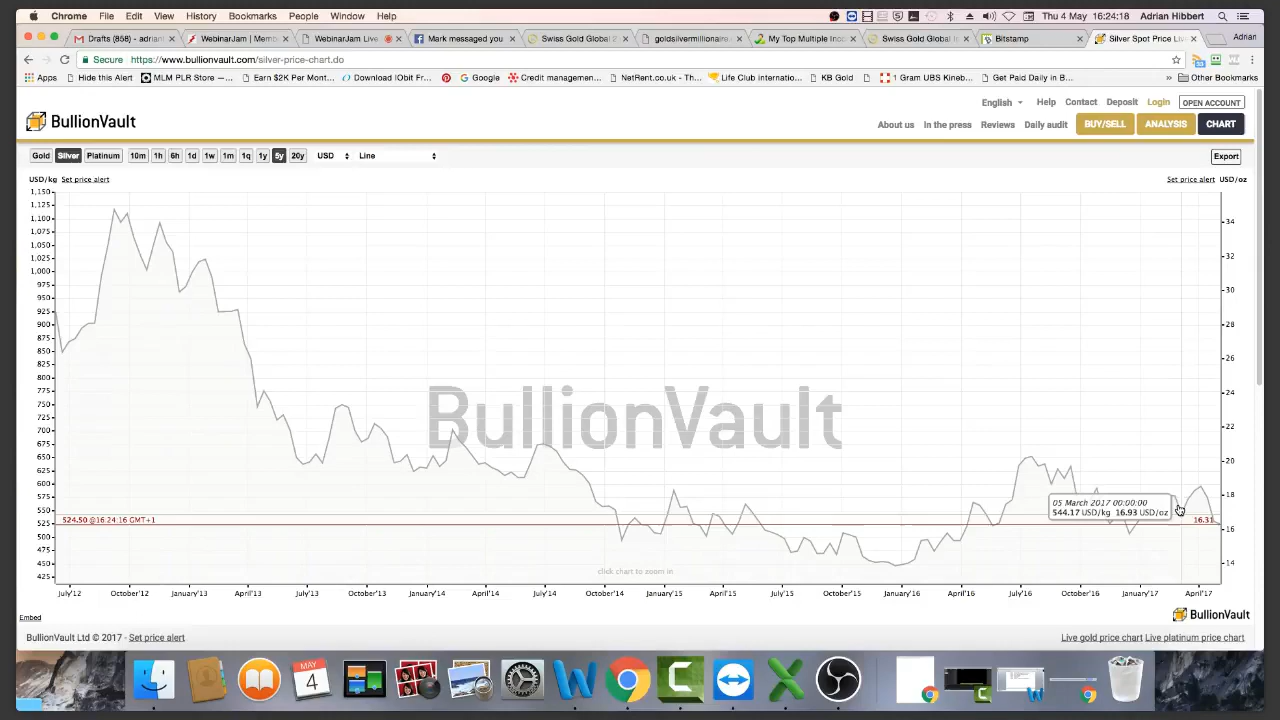 Chrome File Edit View History Bookmarks People Window Help Thu 4 May 16:24:18 Adrian Hibbert
Drafts (858) - adrian WebinarJam | Memb WebinarJam Live Mark messaged you Swiss Gold Global 2 goldsilvermillionaire My Top Multiple Inco Swiss Gold Global is Bitstamp Silver Spot Price Live Adrian
Secure https://www.bullionvault.com/silver-price-chart.do
Apps Hide this Alert MLM PLR Store —... Earn $2K Per Mont... Download IObit Fr... Google Credit managemen... NetRent.co.uk - Th... Life Club internatio... KB Gold 1 Gram UBS Kineb... Get Paid Daily in B » Other Bookmarks
English Help Contact Deposit Login OPEN ACCOUNT
BullionVault
About us In the press Reviews Daily audit BUY/SELL ANALYSIS CHART
Gold Silver Platinum 10m 1h 6h 1d 1w 1m 1q 1y 5y 20y USD Line Export
USD/kg Set price alert Set price alert USD/oz
1,150
1,125 34
1,100
1,075
1,050
1,025 32
1,000
975
950 30
925
900 28
875
850
825 26
800
775 24
750
725
700 22
BullionVault
675
650 20
625
600
575 18
550
05 March 2017 00:00:00
544.17 USD/kg 16.93 USD/oz
524.50 @16:24:16 GMT+1 16.31
525 16
500
475
450 14
click chart to zoom in
425
July'12 October'12 January'13 April'13 July'13 October'13 January'14 April'14 July'14 October'14 January'15 April'15 July'15 October'15 January'16 April'16 July'16 October'16 January'17 April'17
Embed BullionVault
BullionVault Ltd © 2017 - Set price alert Live gold price chart Live platinum price chart
MAY
4